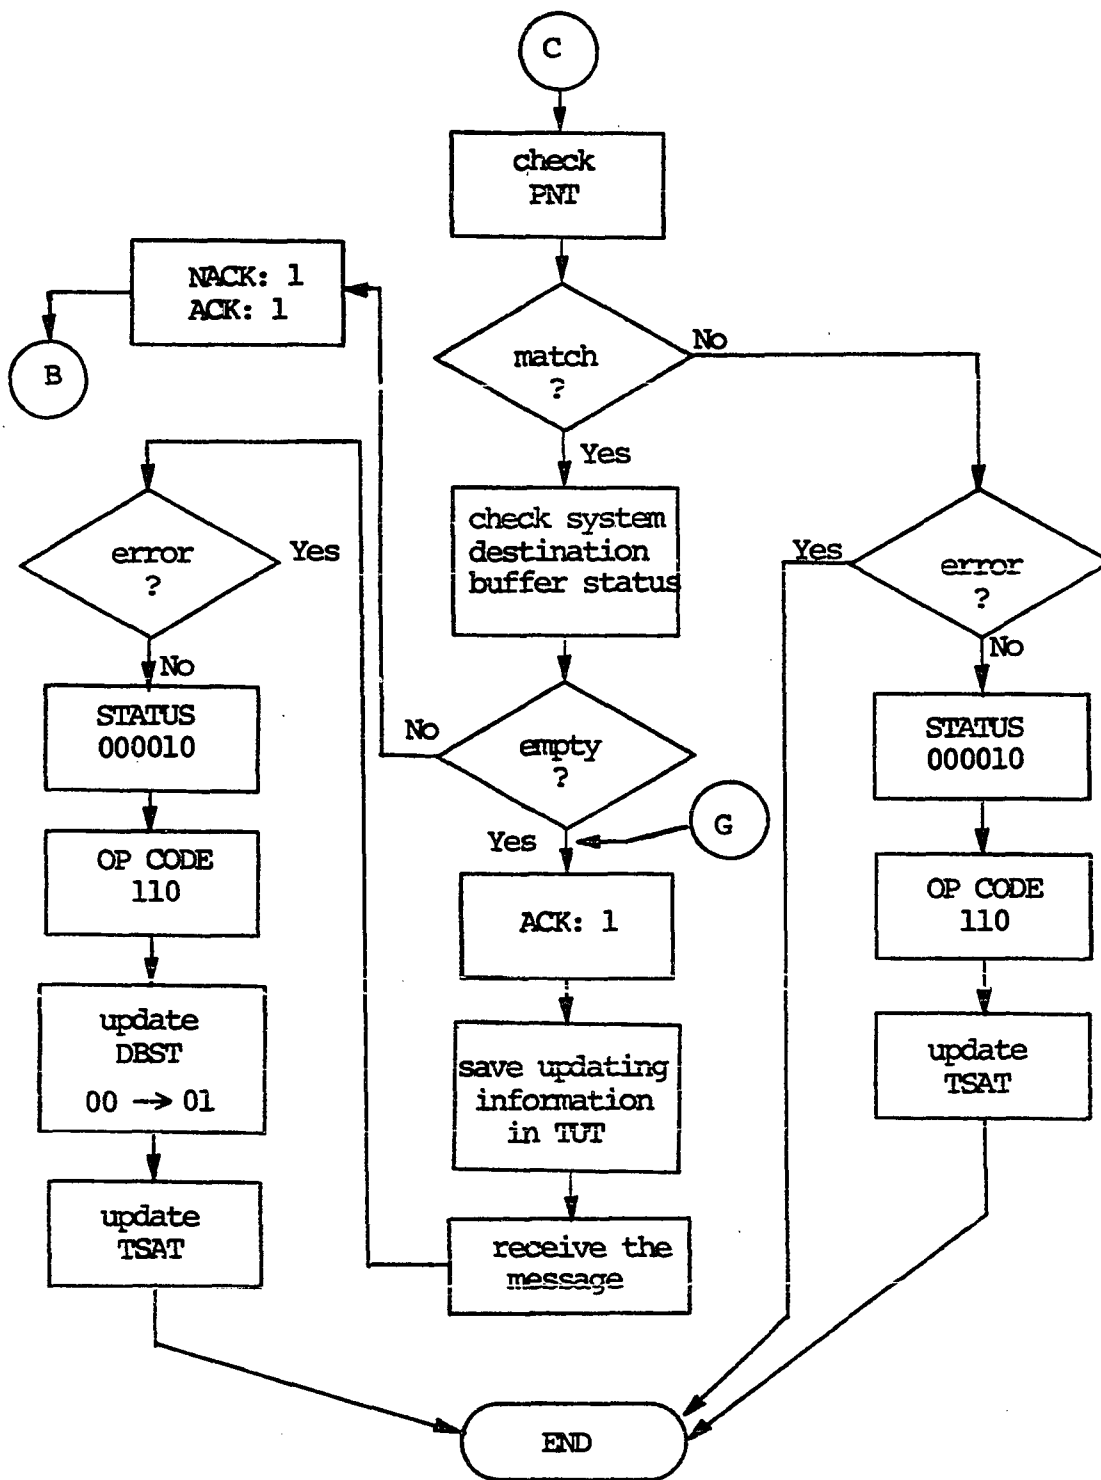 C
check
PNT
NACK: 1
ACK: 1
B
match
?
No
Yes
check system
destination
buffer status
error
?
Yes
No
STATUS
000010
OP CODE
110
update
DBST
00 → 01
update
TSAT
No
empty
?
Yes
G
ACK: 1
save updating
information
in TUT
receive the
message
Yes
error
?
No
STATUS
000010
OP CODE
110
update
TSAT
END